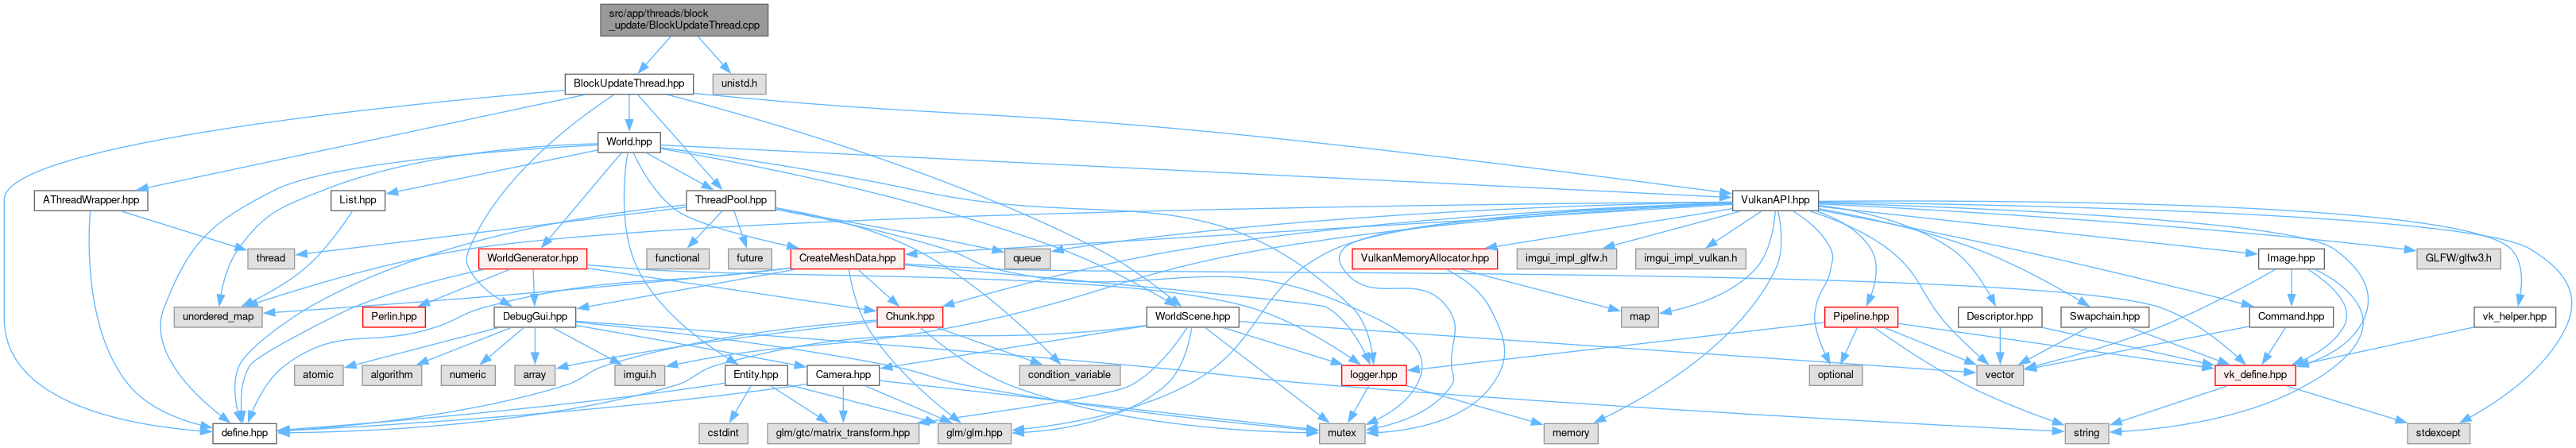 src/app/threads/block
_update/BlockUpdateThread.cpp
BlockUpdateThread.hpp
unistd.h
World.hpp
AThreadWrapper.hpp
List.hpp
ThreadPool.hpp
VulkanAPI.hpp
thread
WorldGenerator.hpp
functional
future
CreateMeshData.hpp
queue
VulkanMemoryAllocator.hpp
imgui_impl_glfw.h
imgui_impl_vulkan.h
Image.hpp
GLFW/glfw3.h
unordered_map
Perlin.hpp
DebugGui.hpp
Chunk.hpp
WorldScene.hpp
map
Pipeline.hpp
Descriptor.hpp
Swapchain.hpp
Command.hpp
vk_helper.hpp
atomic
algorithm
numeric
array
imgui.h
Entity.hpp
Camera.hpp
condition_variable
logger.hpp
optional
vector
vk_define.hpp
define.hpp
cstdint
glm/gtc/matrix_transform.hpp
glm/glm.hpp
mutex
memory
string
stdexcept